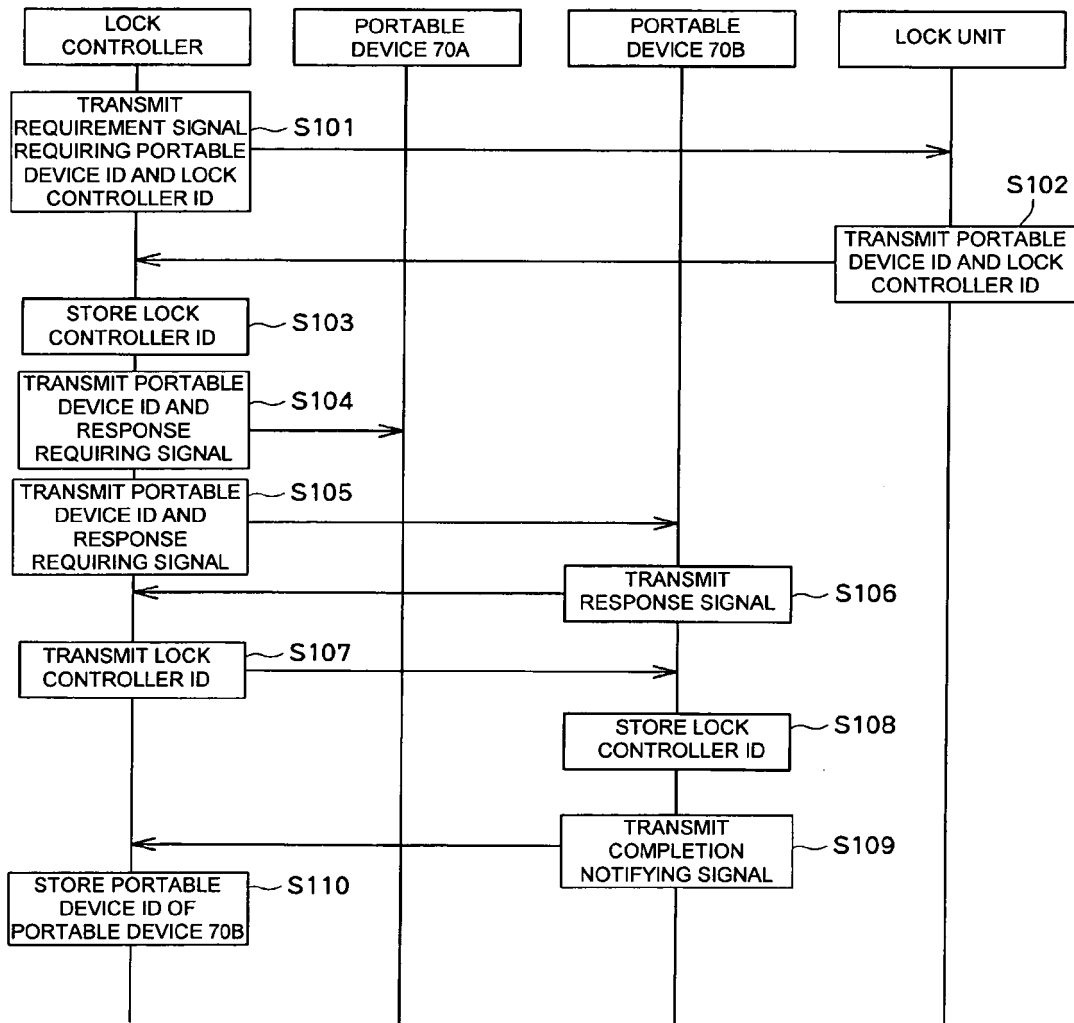 LOCK
CONTROLLER
PORTABLE
DEVICE 70A
PORTABLE
DEVICE 70B
LOCK UNIT
TRANSMIT
REQUIREMENT SIGNAL
REQUIRING PORTABLE
DEVICE ID AND LOCK
CONTROLLER ID
S101
S102
TRANSMIT PORTABLE
DEVICE ID AND LOCK
CONTROLLER ID
STORE LOCK
CONTROLLER ID
S103
TRANSMIT PORTABLE
DEVICE ID AND
RESPONSE
REQUIRING SIGNAL
S104
TRANSMIT PORTABLE
DEVICE ID AND
RESPONSE
REQUIRING SIGNAL
S105
TRANSMIT
RESPONSE SIGNAL
S106
TRANSMIT LOCK
CONTROLLER ID
S107
STORE LOCK
CONTROLLER ID
S108
TRANSMIT
COMPLETION
NOTIFYING SIGNAL
S109
STORE PORTABLE
DEVICE ID OF
PORTABLE DEVICE 70B
S110